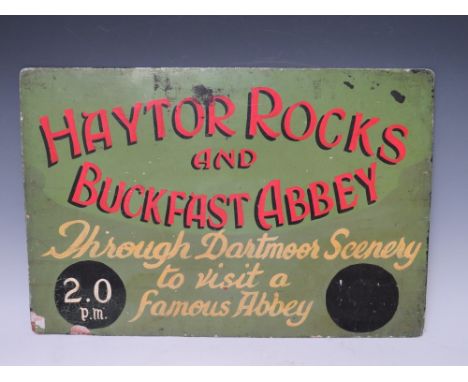 HAYTOR ROCKS
AND
BUCKFAST ABBEY
Through Dartmoor Scenery
to visit a
famous Abbey
2.0
p.m.